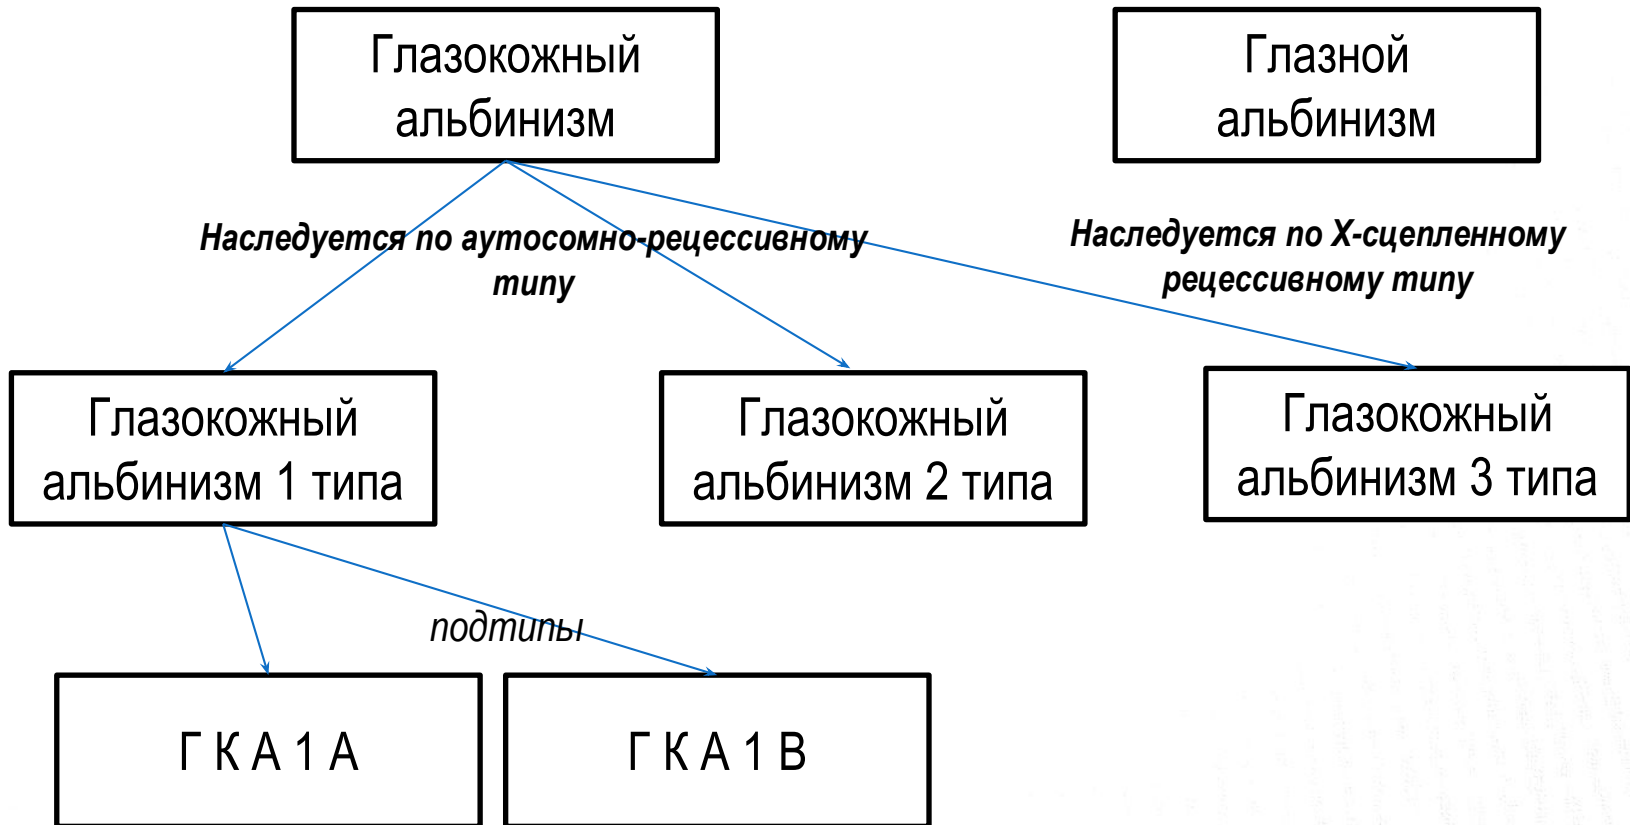 Глазокожный
альбинизм
Глазной
альбинизм
Наследуется по аутосомно-рецессивному
типу
Наследуется по Х-сцепленному
рецессивному типу
Глазокожный
альбинизм 1 типа
Глазокожный
альбинизм 2 типа
Глазокожный
альбинизм 3 типа
подтипы
Г К А 1 А
Г К А 1 В